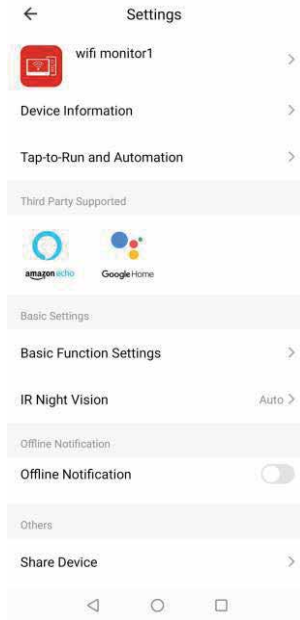 Settings
wifi monitor1
Device Information
Tap-to-Run and Automation
Third Party Supported
amazon echo
Google Home
Basic Settings
Basic Function Settings
IR Night Vision Auto
Offline Notification
Offline Notification
Others
Share Device